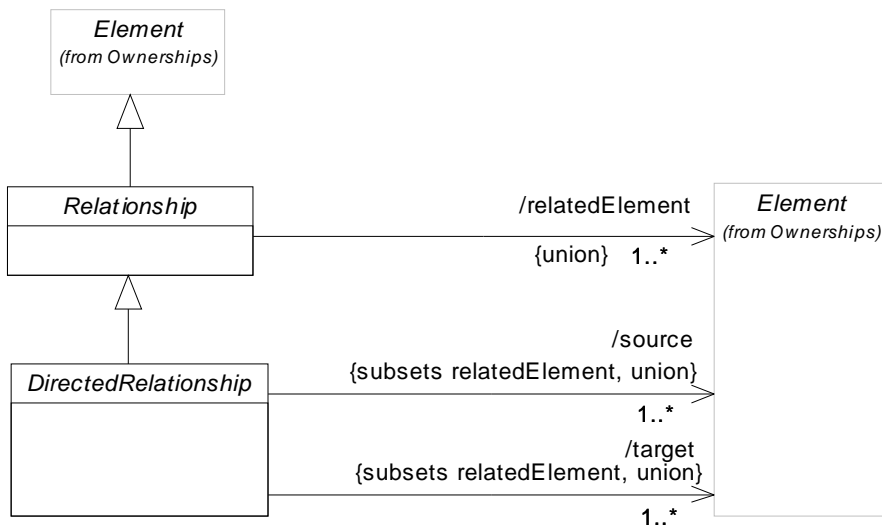 Element
(from Ownerships)
Relationship
/relatedElement
{union} 1..*
Element
(from Ownerships)
DirectedRelationship
/source
{subsets relatedElement, union}
1..*
/target
{subsets relatedElement, union}
1..*